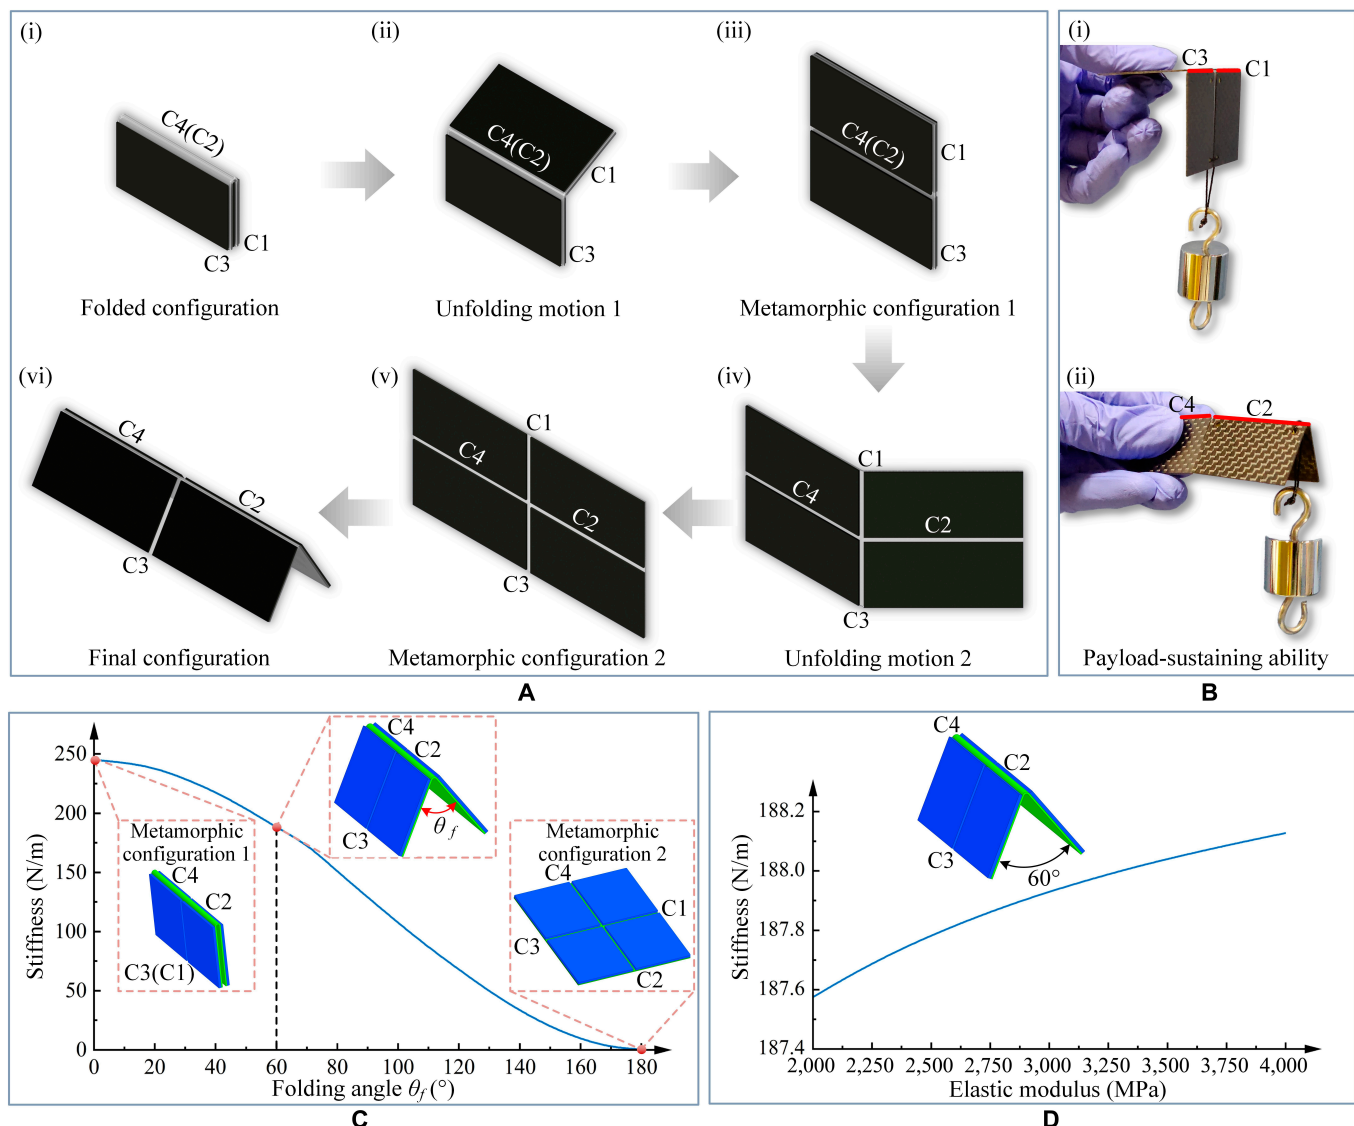 (i)
C4(C2)
C1
C3
Folded configuration
(ii)
C4(C2)
C1
C3
Unfolding motion 1
(iii)
C4(C2)
C1
C3
Metamorphic configuration 1
(vi)
C4
C2
C3
Final configuration
(v)
C1
C4
C2
C3
Metamorphic configuration 2
(iv)
C1
C4
C2
C3
Unfolding motion 2
A
(i)
C3
C1
(ii)
C4
C2
Payload-sustaining ability
B
Stiffness (N/m)
250
200
150
100
50
0
0
20
40
60
80
100
120
140
160
180
Folding angle θf (°)
Metamorphic
configuration 1
C4
C2
C3(C1)
C4
C2
C3
θf
Metamorphic
configuration 2
C4
C1
C3
C2
C
Stiffness (N/m)
188.2
188.0
187.8
187.6
187.4
2,000
2,250
2,500
2,750
3,000
3,250
3,500
3,750
4,000
Elastic modulus (MPa)
C4
C2
C3
60°
D